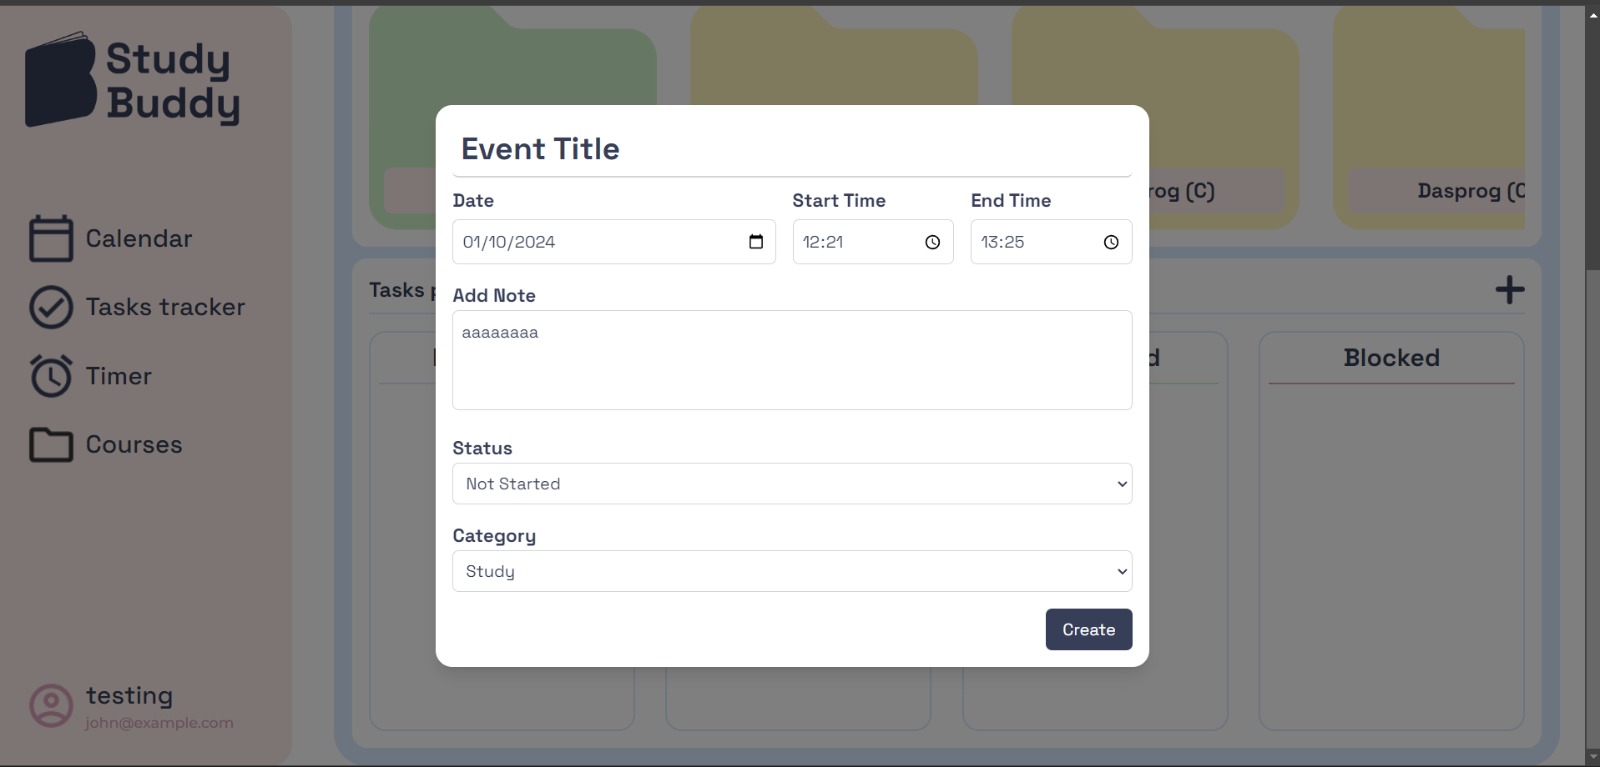 Study
Buddy
Calendar
Tasks tracker
Timer
Courses
testing
john@example.com
Event Title
Date
Start Time
End Time
01/10/2024
12:21
13:25
Add Note
aaaaaaaa
Status
Not Started
Category
Study
Create
(C)
Dasprog (C
Tasks
Blocked